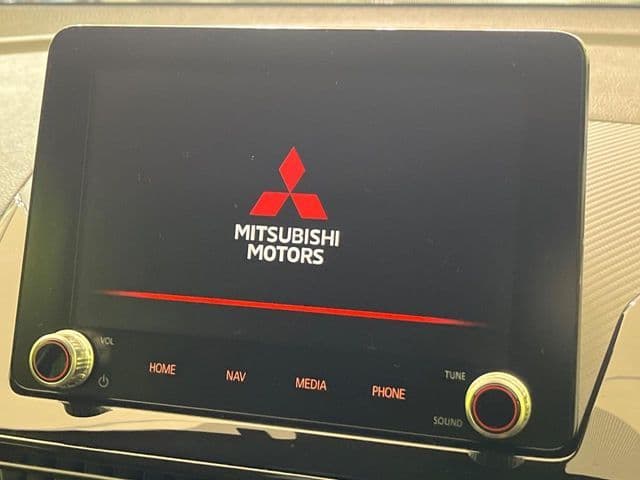 MITSUBISHI
MOTORS
VOL
HOME
NAV
MEDIA
PHONE
TUNE
SOUND